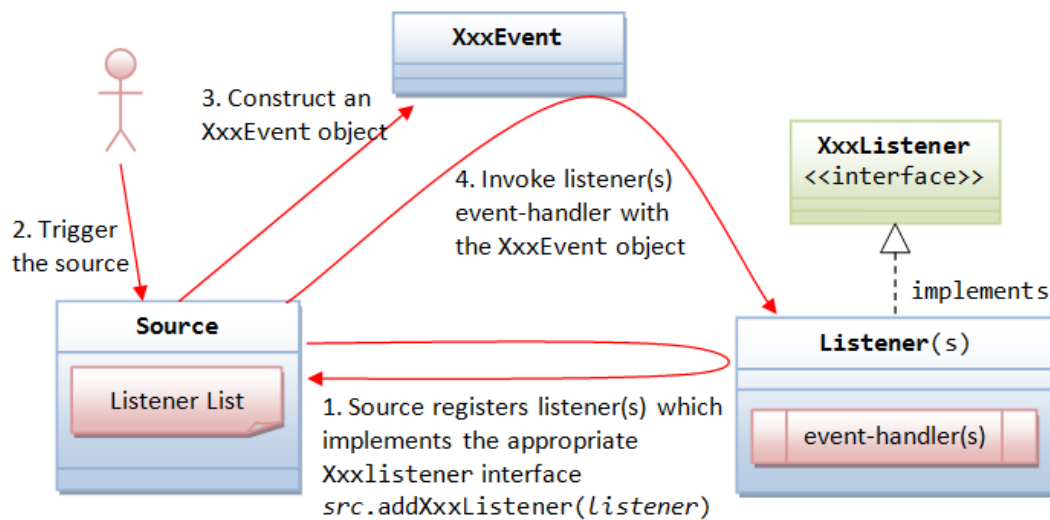 XxxEvent
3. Construct an
XxxEvent object
XxxListener
<<interface>>
4. Invoke listener(s)
event-handler with
the XxxEvent object
2. Trigger
the source
implements
Source
Listener(s)
Listener List
event-handler(s)
1. Source registers listener(s) which
implements the appropriate
Xxxlistener interface
src.addXxxListener(listener)